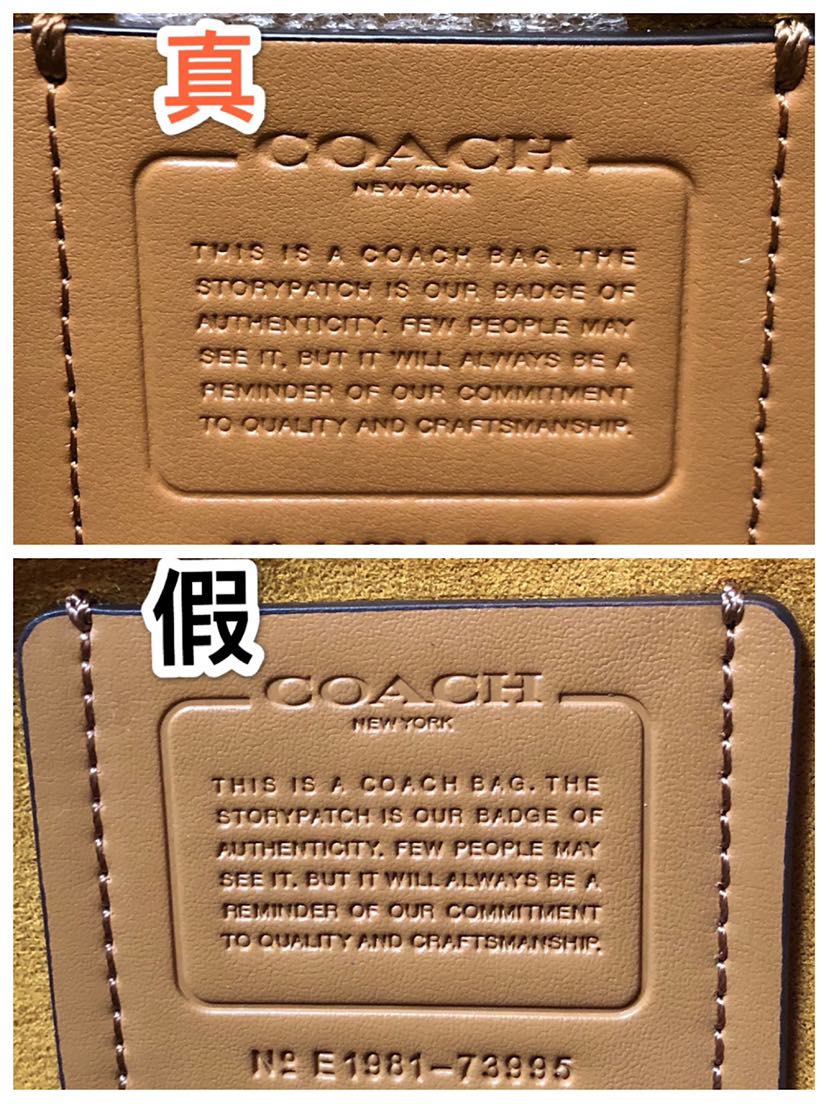 真
COACH
NEW YORK
THIS IS A COACH BAG. THE
STORYPATCH IS OUR BADGE OF
AUTHENTICITY. FEW PEOPLE MAY
SEE IT, BUT IT WILL ALWAYS BE A
REMINDER OF OUR COMMITMENT
TO QUALITY AND CRAFTSMANSHIP.
假
COACH
NEW YORK
THIS IS A COACH BAG. THE
STORYPATCH IS OUR BADGE OF
AUTHENTICITY. FEW PEOPLE MAY
SEE IT. BUT IT WILL ALWAYS BE A
REMINDER OF OUR COMMITMENT
TO QUALITY AND CRAFTSMANSHIP.
Nº E1981-73995